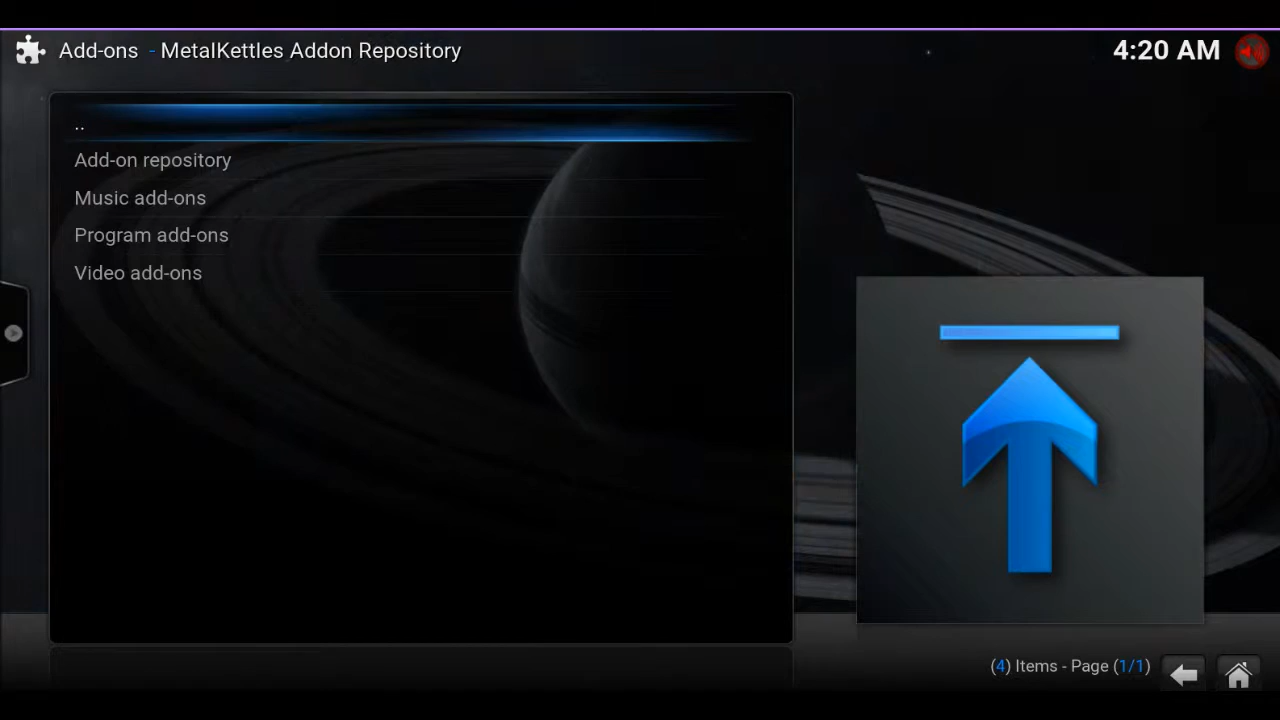 Add-ons - MetalKettles Addon Repository
4:20 AM
..
Add-on repository
Music add-ons
Program add-ons
Video add-ons
(4) Items - Page (1/1)